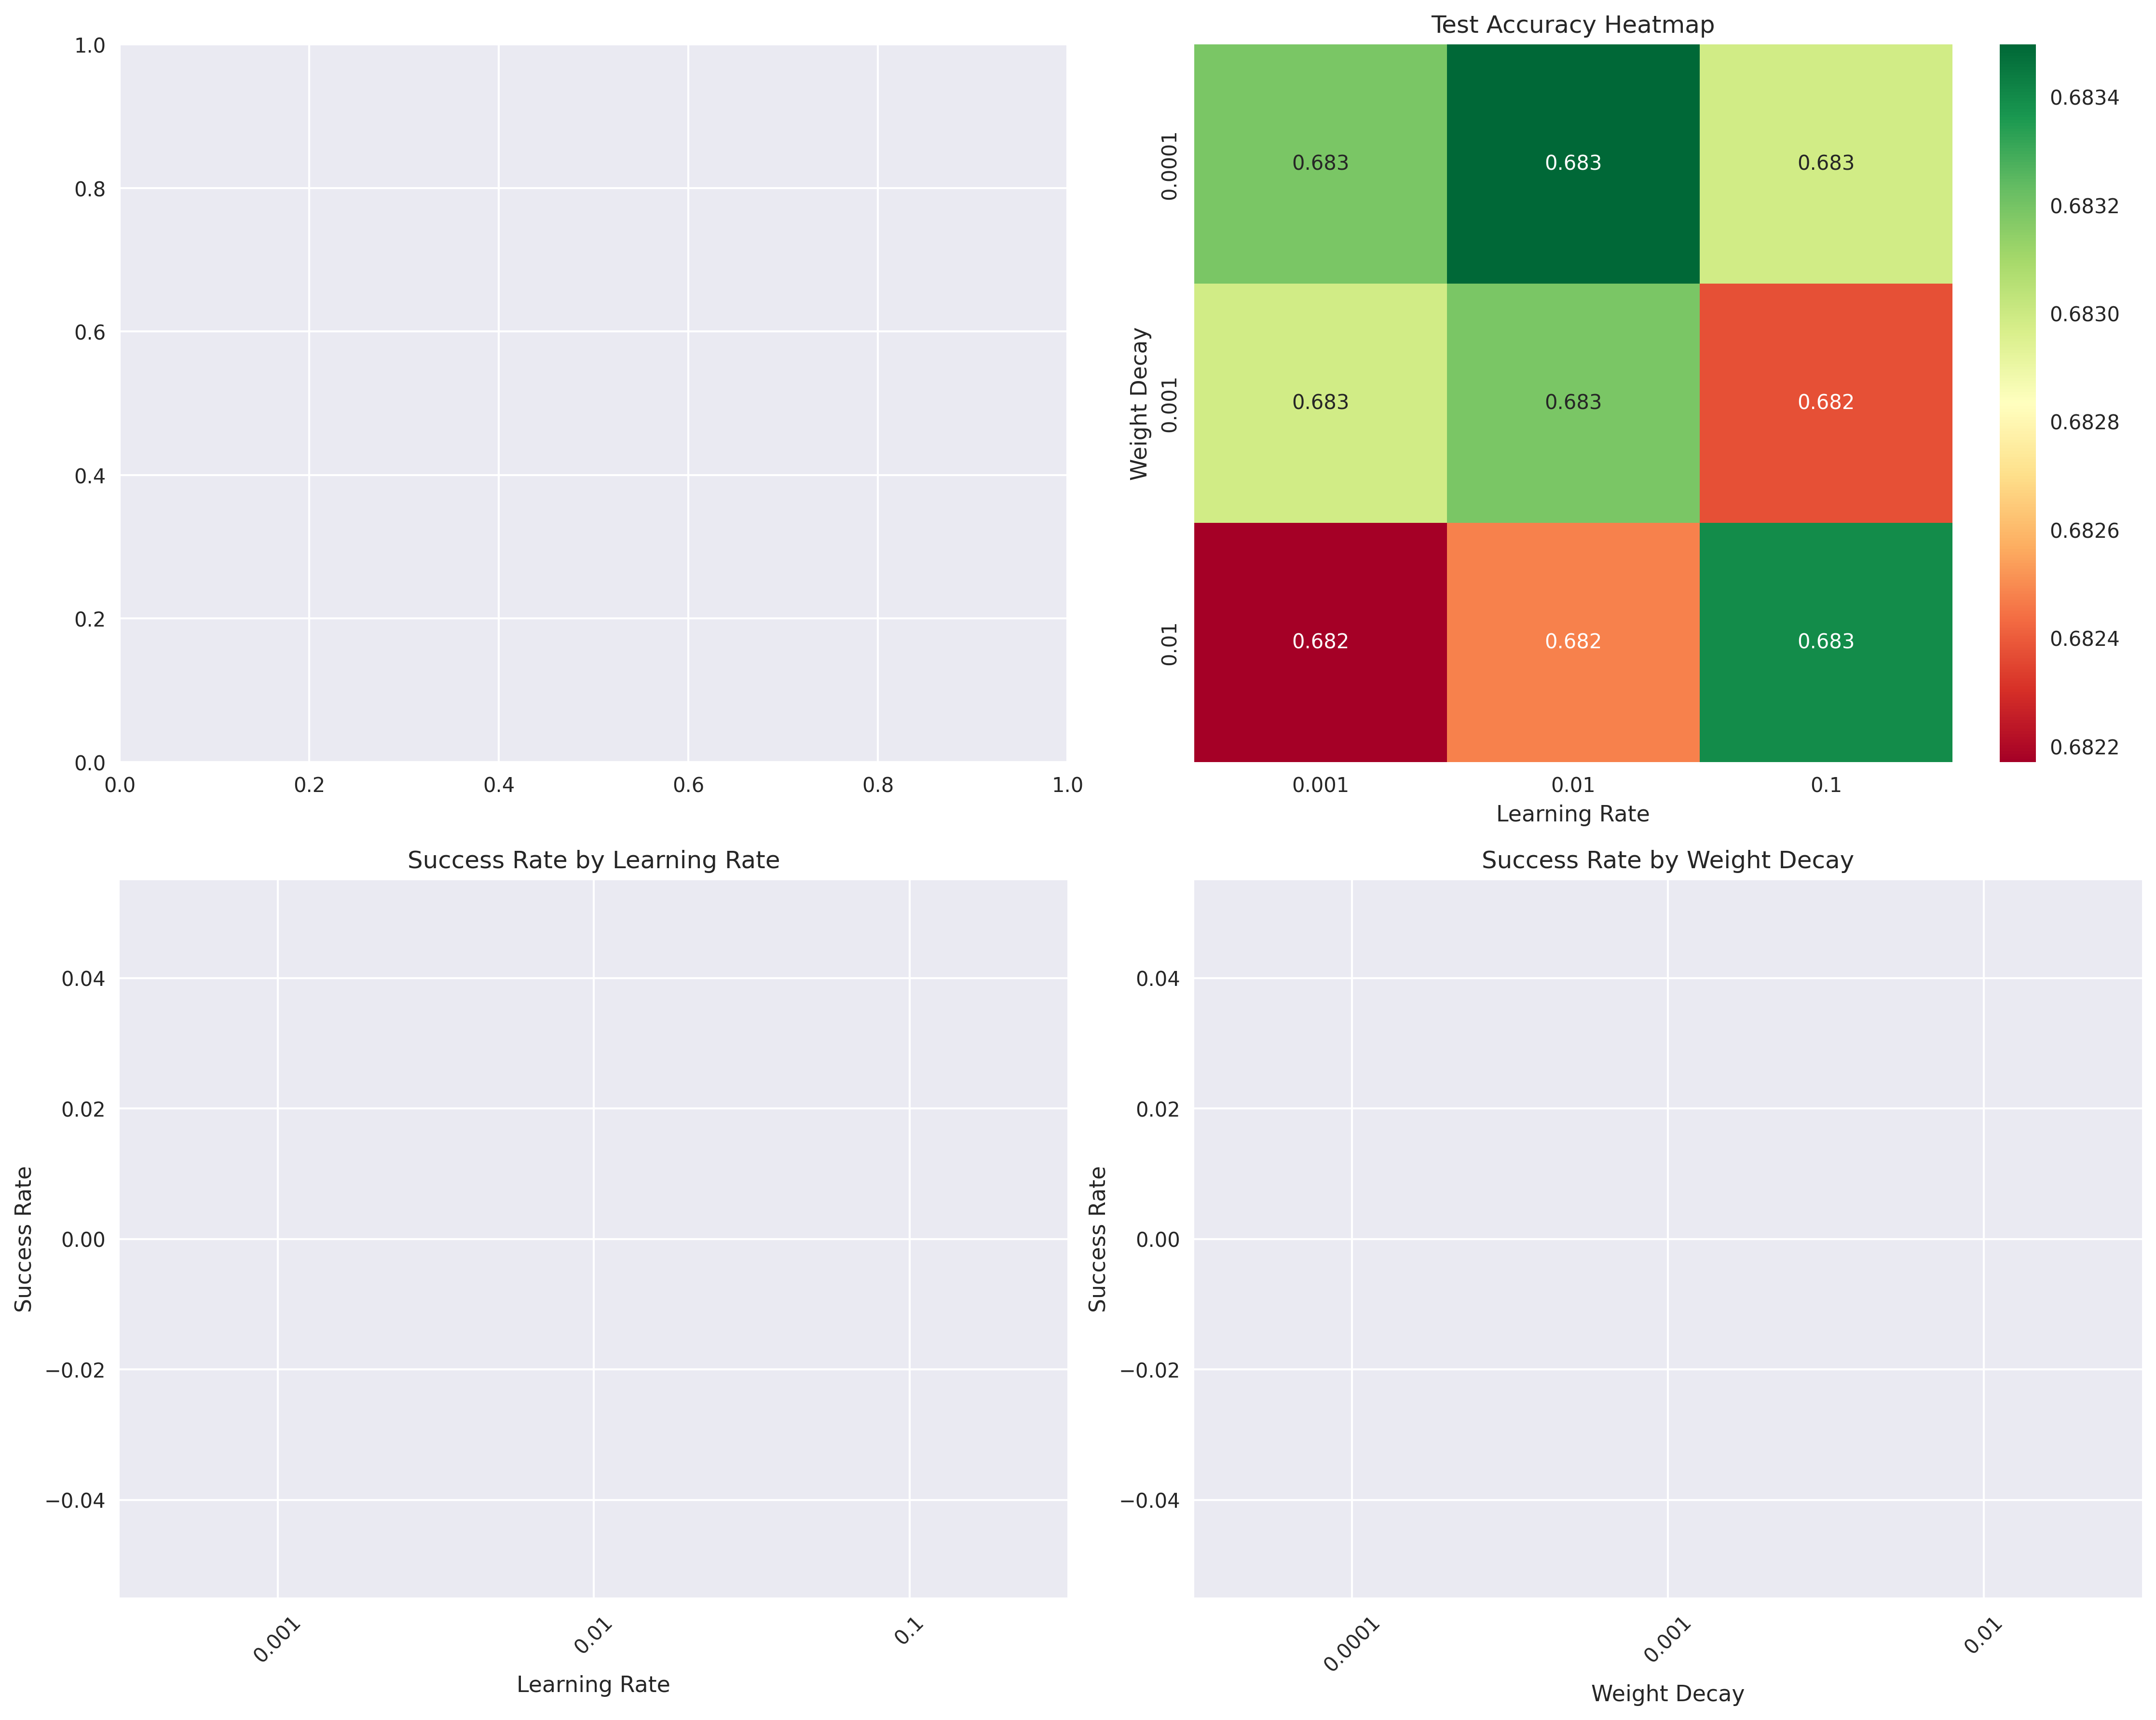 1.0
0.8
0.6
0.4
0.2
0.0
0.0 0.2 0.4 0.6 0.8 1.0
Test Accuracy Heatmap
Weight Decay
0.0001
0.001
0.01
0.683 0.683 0.683
0.683 0.683 0.682
0.682 0.682 0.683
0.001 0.01 0.1
Learning Rate
0.6834
0.6832
0.6830
0.6828
0.6826
0.6824
0.6822
Success Rate by Learning Rate
Success Rate
0.04
0.02
0.00
−0.02
−0.04
0.001 0.01 0.1
Learning Rate
Success Rate by Weight Decay
Success Rate
0.04
0.02
0.00
−0.02
−0.04
0.0001 0.001 0.01
Weight Decay